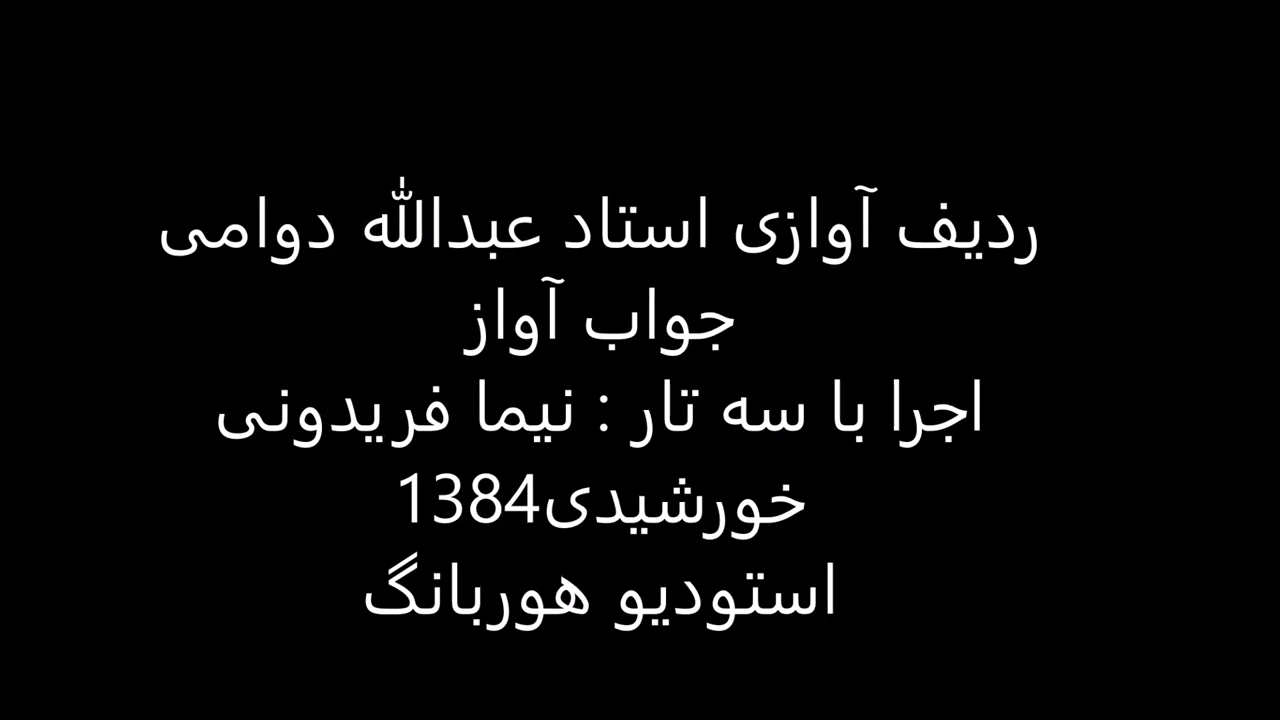 ردیف آوازی استاد عبدالله دوامی
جواب آواز
اجرا با سه تار : نیما فریدونی
خورشیدی1384
استودیو هوربانگ